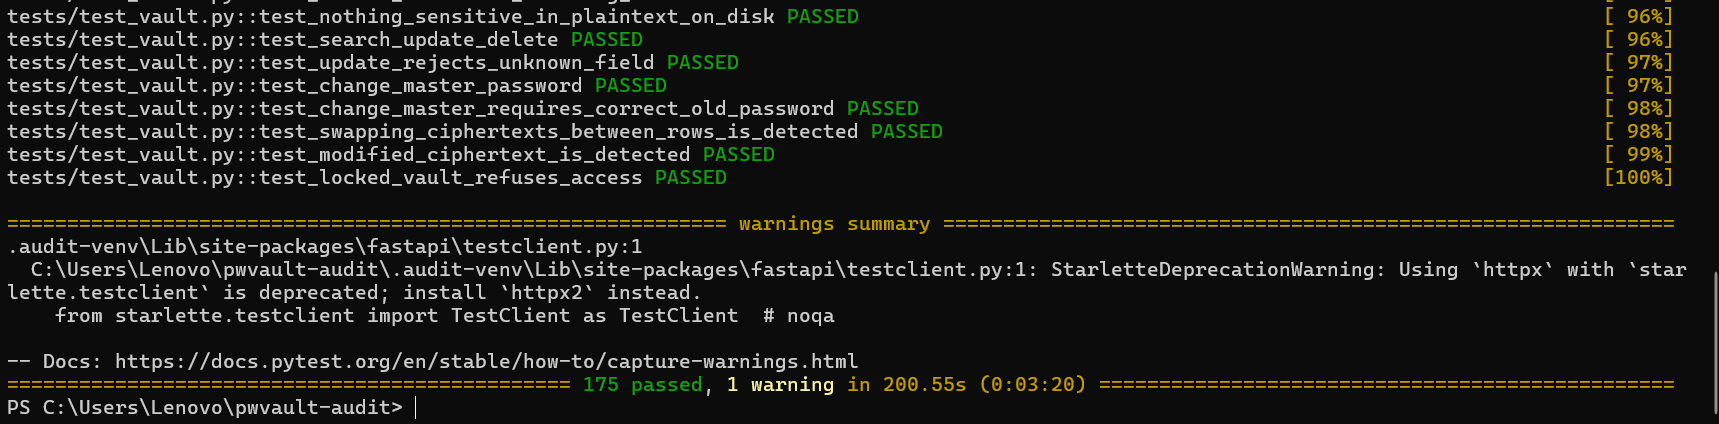 tests/test_vault.py::test_nothing_sensitive_in_plaintext_on_disk PASSED [ 96%]
tests/test_vault.py::test_search_update_delete PASSED [ 96%]
tests/test_vault.py::test_update_rejects_unknown_field PASSED [ 97%]
tests/test_vault.py::test_change_master_password PASSED [ 97%]
tests/test_vault.py::test_change_master_requires_correct_old_password PASSED [ 98%]
tests/test_vault.py::test_swapping_ciphertexts_between_rows_is_detected PASSED [ 98%]
tests/test_vault.py::test_modified_ciphertext_is_detected PASSED [ 99%]
tests/test_vault.py::test_locked_vault_refuses_access PASSED [100%]
============================================================ warnings summary =============================================================
.audit-venv\Lib\site-packages\fastapi\testclient.py:1
  C:\Users\Lenovo\pwvault-audit\.audit-venv\Lib\site-packages\fastapi\testclient.py:1: StarletteDeprecationWarning: Using `httpx` with `star
lette.testclient` is deprecated; install `httpx2` instead.
    from starlette.testclient import TestClient as TestClient  # noqa
-- Docs: https://docs.pytest.org/en/stable/how-to/capture-warnings.html
=============================================== 175 passed, 1 warning in 200.55s (0:03:20) ================================================
PS C:\Users\Lenovo\pwvault-audit>